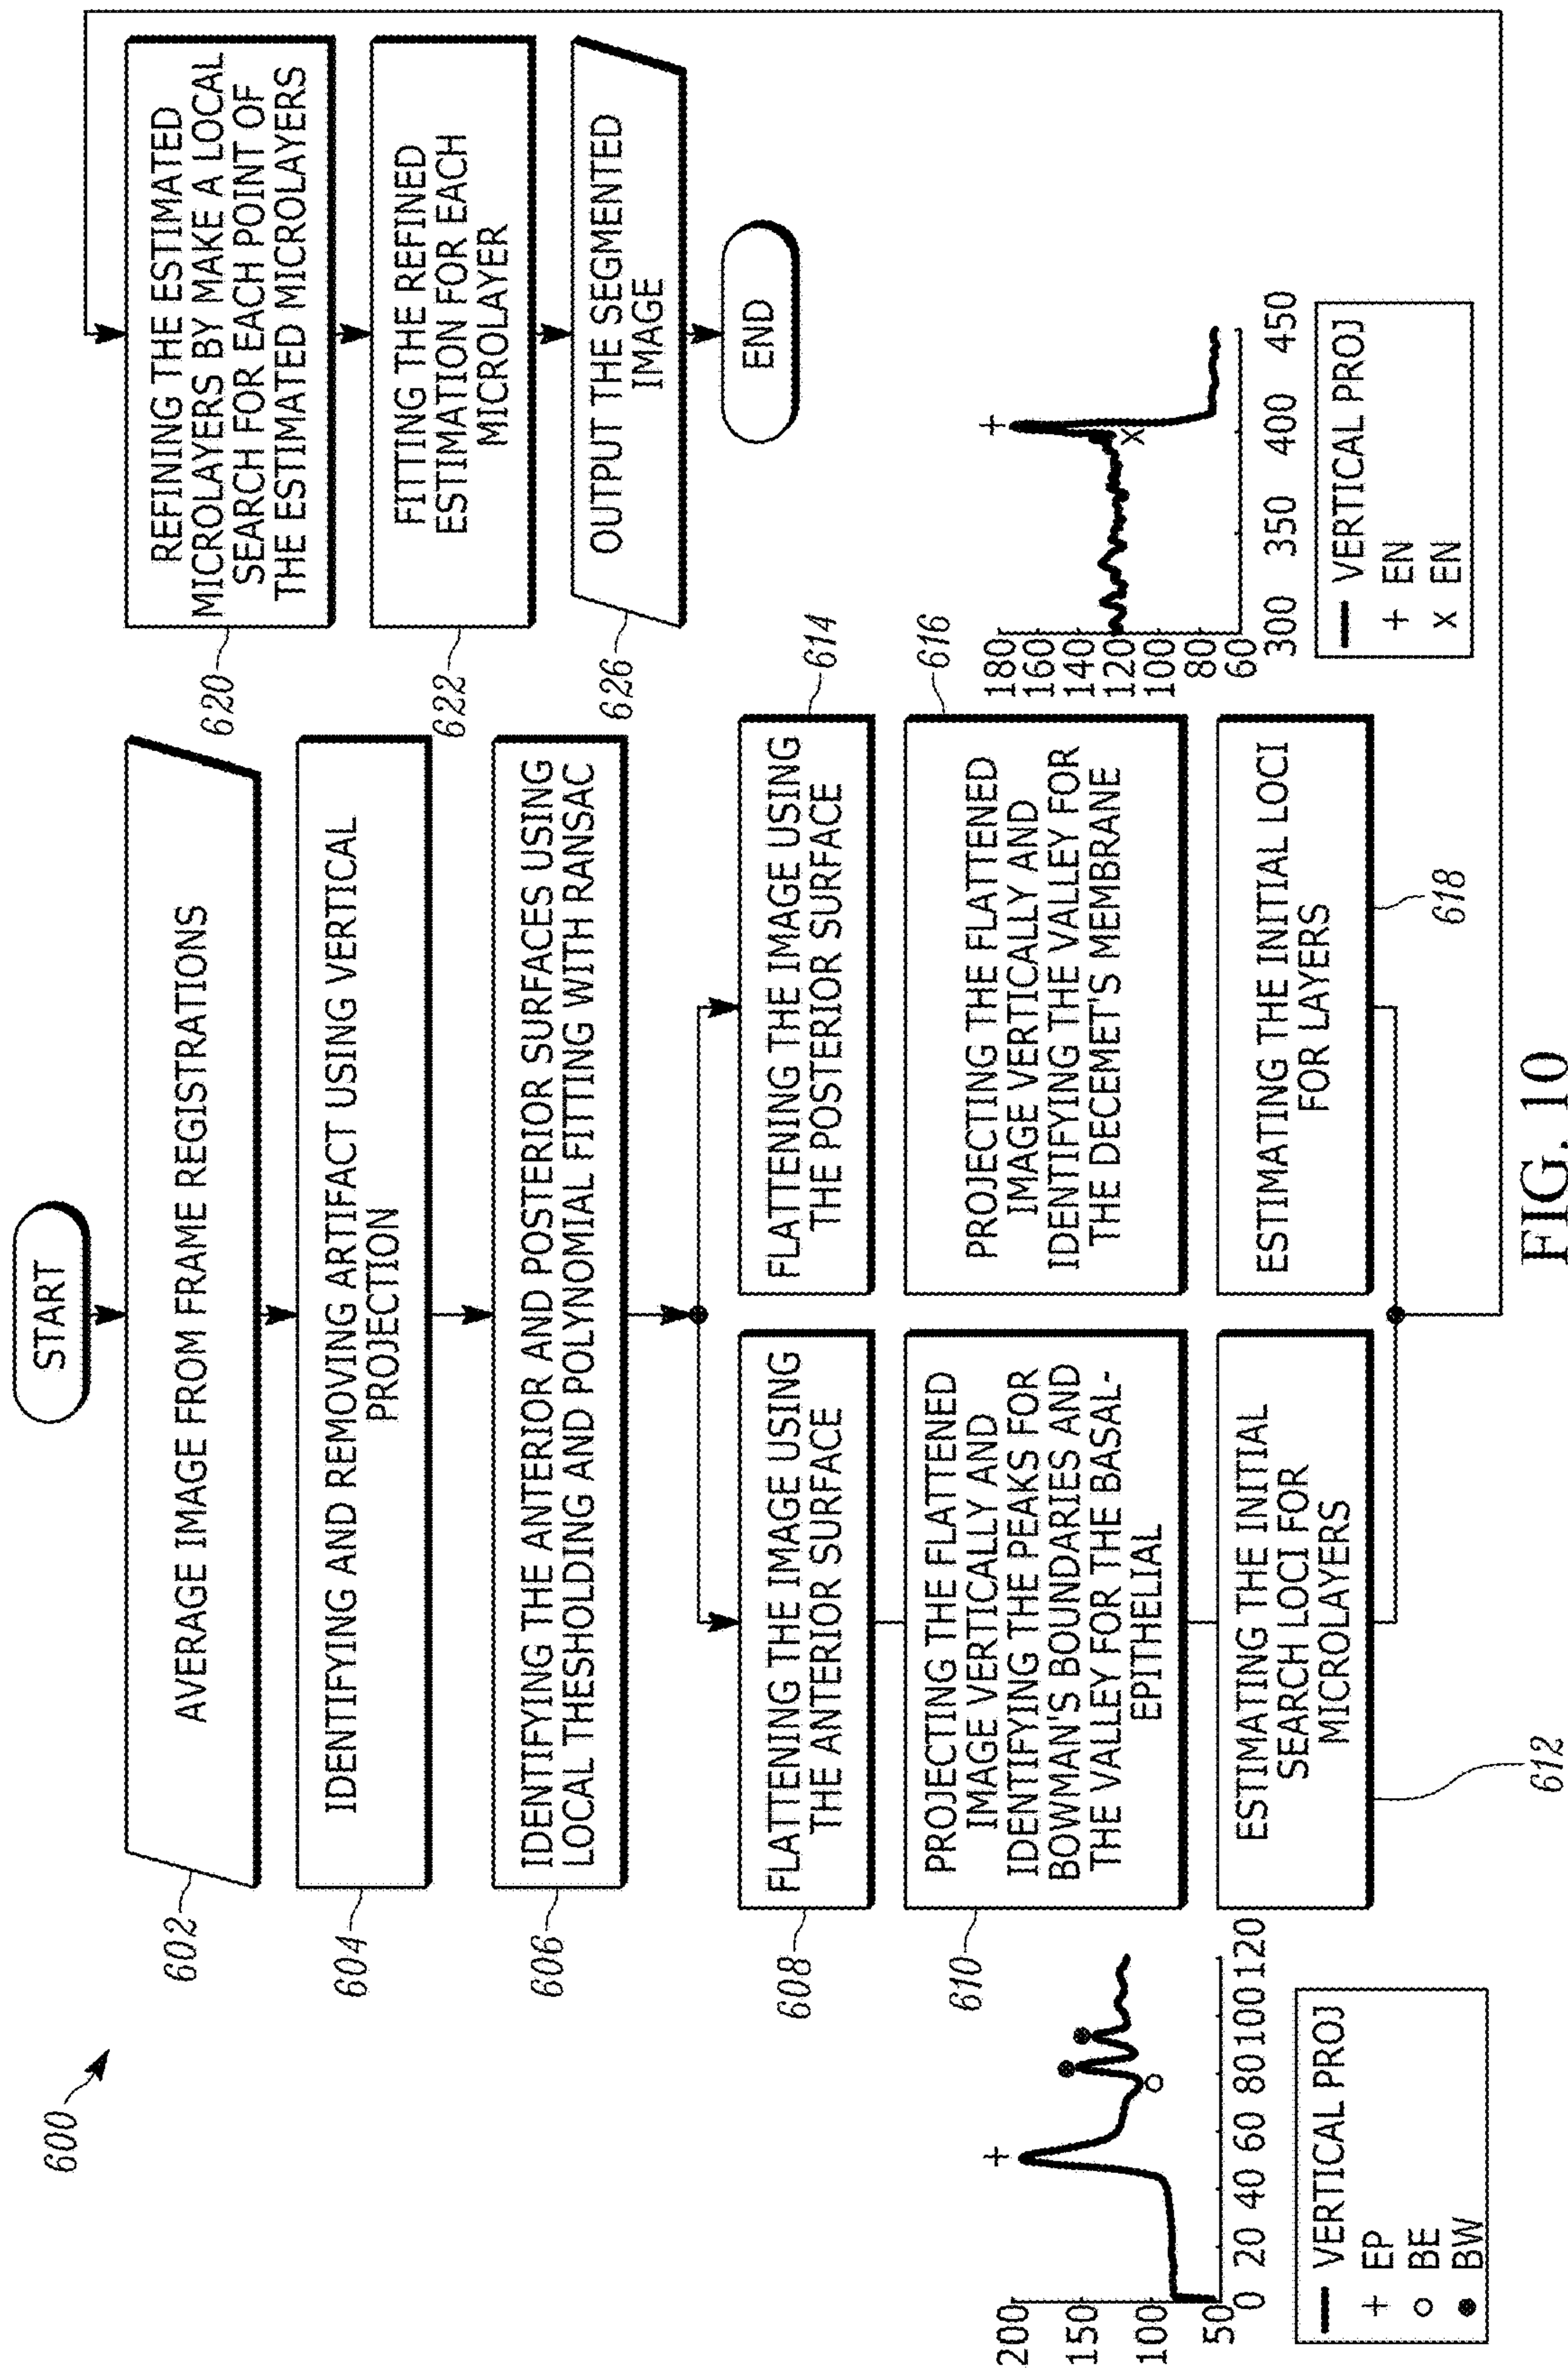 600
START
602
AVERAGE IMAGE FROM FRAME REGISTRATIONS
604
IDENTIFYING AND REMOVING ARTIFACT USING VERTICAL
PROJECTION
606
IDENTIFYING THE ANTERIOR AND POSTERIOR SURFACES USING
LOCAL THESHOLDING AND POLYNOMIAL FITTING WITH RANSAC
608
FLATTENING THE IMAGE USING
THE ANTERIOR SURFACE
610
PROJECTING THE FLATTENED
IMAGE VERTICALLY AND
IDENTIFYING THE PEAKS FOR
BOWMAN'S BOUNDARIES AND
THE VALLEY FOR THE BASAL-
EPITHELIAL
612
ESTIMATING THE INITIAL
SEARCH LOCI FOR
MICROLAYERS
200
150
100
50
0 20 40 60 80 100 120
VERTICAL PROJ
+ EP
○ BE
● BW
614
FLATTENING THE IMAGE USING
THE POSTERIOR SURFACE
616
PROJECTING THE FLATTENED
IMAGE VERTICALLY AND
IDENTIFYING THE VALLEY FOR
THE DECEMET'S MEMBRANE
618
ESTIMATING THE INITIAL LOCI
FOR LAYERS
180
160
140
120
100
80
60
300 350 400 450
VERTICAL PROJ
+ EN
x EN
620
REFINING THE ESTIMATED
MICROLAYERS BY MAKE A LOCAL
SEARCH FOR EACH POINT OF
THE ESTIMATED MICROLAYERS
622
FITTING THE REFINED
ESTIMATION FOR EACH
MICROLAYER
626
OUTPUT THE SEGMENTED
IMAGE
END
FIG. 10